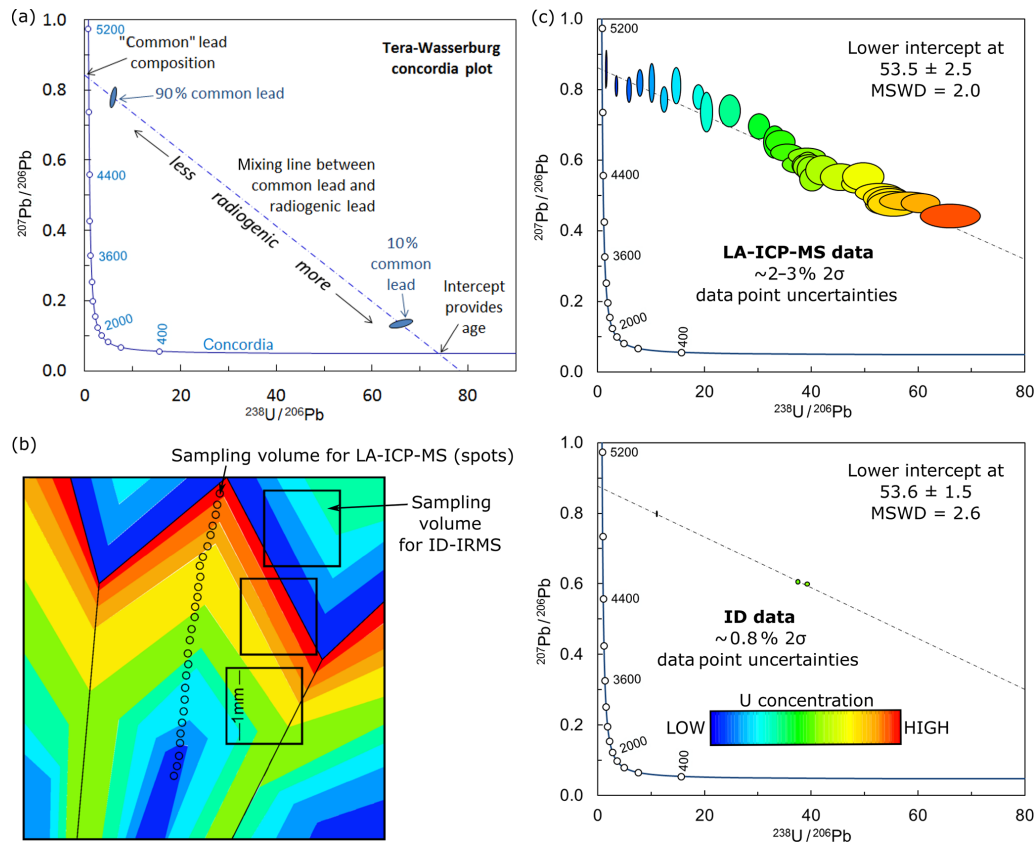 (a)
1.0
0.8
0.6
0.4
0.2
0.0
²⁰⁷Pb/²⁰⁶Pb
5200
"Common" lead
composition
Tera-Wasserburg
concordia plot
90% common lead
4400
less radiogenic more
Mixing line between
common lead and
radiogenic lead
3600
10%
common
lead
Intercept
provides
age
2000
400
Concordia
0 20 40 60 80
²³⁸U/²⁰⁶Pb
(b)
Sampling volume for LA-ICP-MS (spots)
Sampling
volume
for ID-IRMS
1mm
(c)
1.0
0.8
0.6
0.4
0.2
0.0
²⁰⁷Pb/²⁰⁶Pb
5200
Lower intercept at
53.5 ± 2.5
MSWD = 2.0
4400
3600
LA-ICP-MS data
~2–3% 2σ
data point uncertainties
2000
400
0 20 40 60 80
²³⁸U/²⁰⁶Pb
1.0
0.8
0.6
0.4
0.2
0.0
²⁰⁷Pb/²⁰⁶Pb
5200
Lower intercept at
53.6 ± 1.5
MSWD = 2.6
4400
ID data
~0.8% 2σ
data point uncertainties
3600
U concentration
LOW HIGH
2000
400
0 20 40 60 80
²³⁸U/²⁰⁶Pb